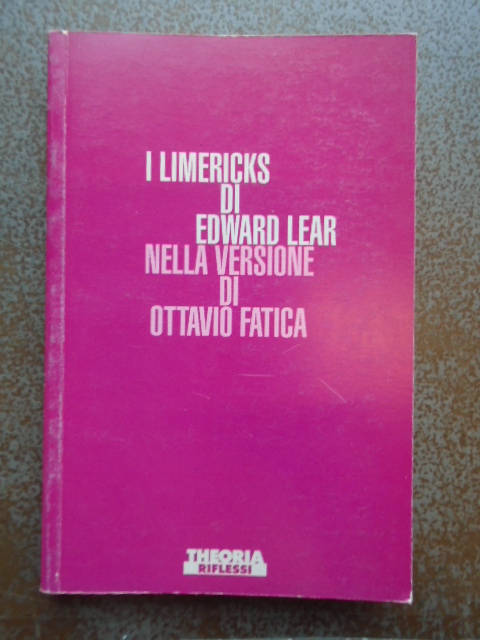 I LIMERICKS
DI
EDWARD LEAR
NELLA VERSIONE
DI
OTTAVIO FATICA
THEORIA
RIFLESSI